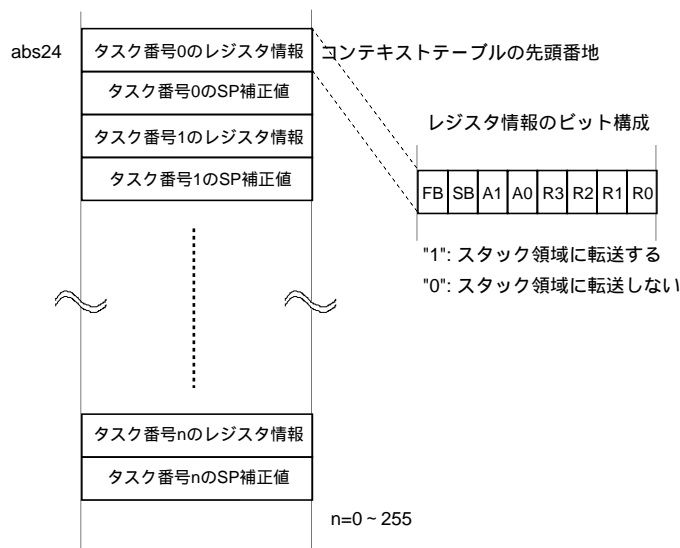 abs24
タスク番号0のレジスタ情報
コンテキストテーブルの先頭番地
タスク番号0のSP補正値
タスク番号1のレジスタ情報
タスク番号1のSP補正値
レジスタ情報のビット構成
FB SB A1 A0 R3 R2 R1 R0
"1": スタック領域に転送する
"0": スタック領域に転送しない
タスク番号nのレジスタ情報
タスク番号nのSP補正値
n=0 ~ 255